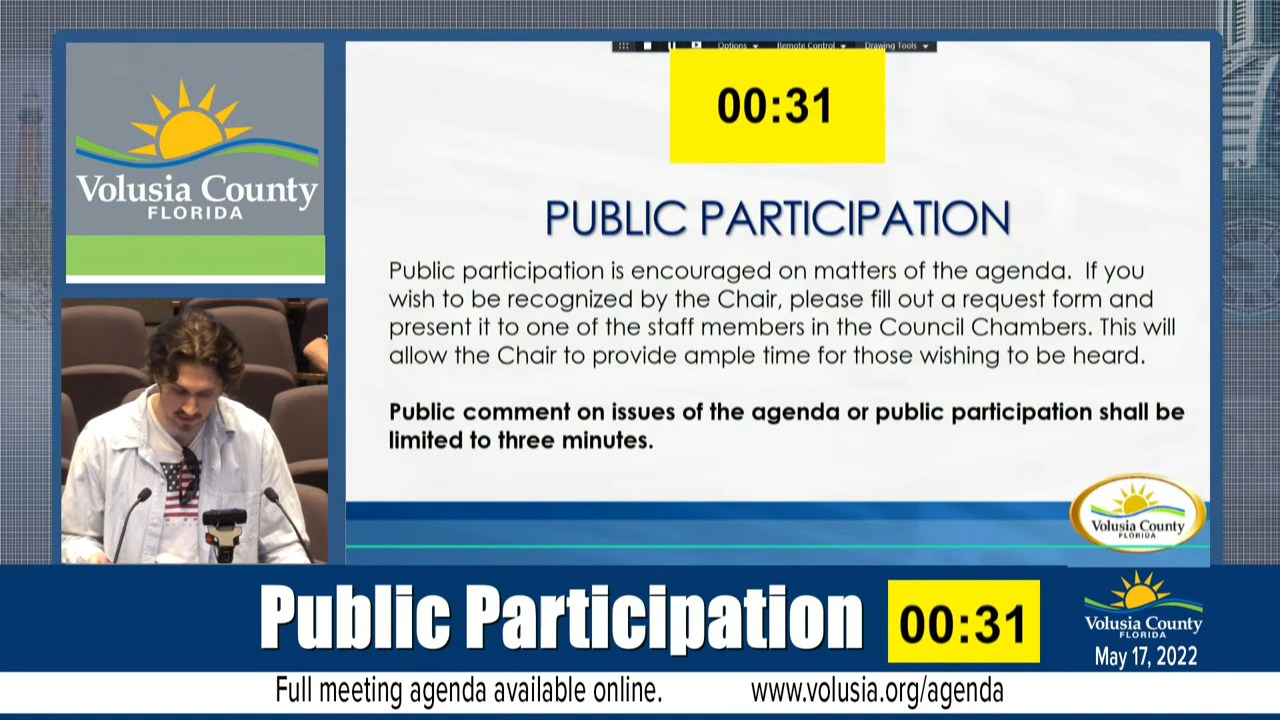 Options
Remote Control
Drawing Tools
00:31
Volusia County
FLORIDA
PUBLIC PARTICIPATION
Public participation is encouraged on matters of the agenda. If you
wish to be recognized by the Chair, please fill out a request form and
present it to one of the staff members in the Council Chambers. This will
allow the Chair to provide ample time for those wishing to be heard.
Public comment on issues of the agenda or public participation shall be
limited to three minutes.
Volusia County
FLORIDA
Public Participation
00:31
Volusia County
FLORIDA
May 17, 2022
Full meeting agenda available online.
www.volusia.org/agenda